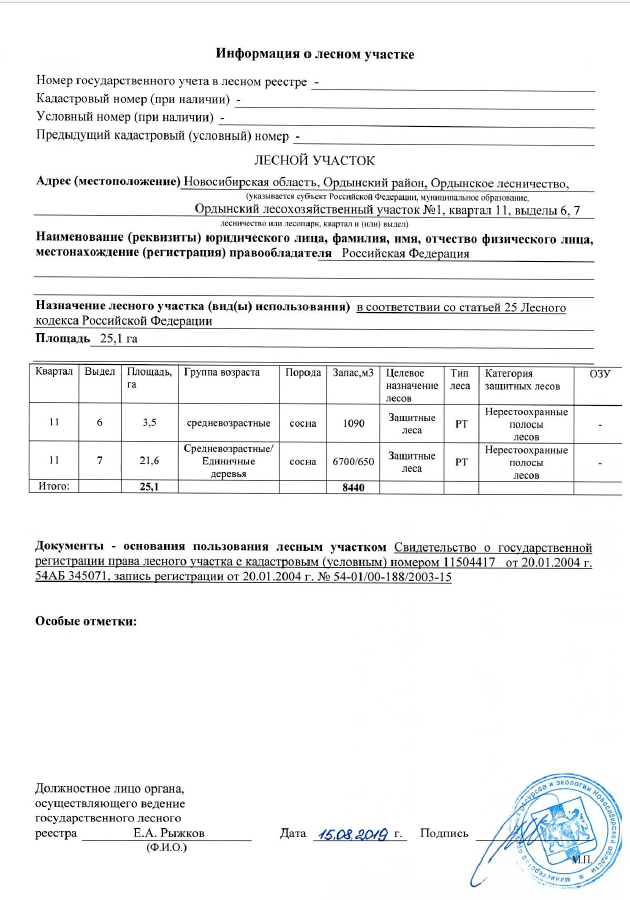 Информация о лесном участке
Номер государственного учета в лесном реестре -
Кадастровый номер (при наличии) -
Условный номер (при наличии) -
Предыдущий кадастровый (условный) номер -
ЛЕСНОЙ УЧАСТОК
Адрес (местоположение) Новосибирская область, Ордынский район, Ордынское лесничество,
(указывается субъект Российской Федерации, муниципальное образование,
Ордынский лесохозяйственный участок №1, квартал 11, выделы 6, 7
лесничество или лесопарк, квартал и (или) выдел)
Наименование (реквизиты) юридического лица, фамилия, имя, отчество физического лица,
местонахождение (регистрация) правообладателя Российская Федерация
Назначение лесного участка (вид(ы) использования) в соответствии со статьей 25 Лесного
кодекса Российской Федерации
Площадь 25,1 га
Квартал Выдел Площадь, га Группа возраста Порода Запас,м3 Целевое назначение лесов Тип леса Категория защитных лесов ОЗУ
11 6 3,5 средневозрастные сосна 1090 Защитные леса РТ Нерестоохранные полосы лесов -
11 7 21,6 Средневозрастные/ Единичные деревья сосна 6700/650 Защитные леса РТ Нерестоохранные полосы лесов -
Итого: 25,1 8440
Документы - основания пользования лесным участком Свидетельство о государственной
регистрации права лесного участка с кадастровым (условным) номером 11504417 от 20.01.2004 г.
54АБ 345071, запись регистрации от 20.01.2004 г. № 54-01/00-188/2003-15
Особые отметки:
Должностное лицо органа,
осуществляющего ведение
государственного лесного
реестра Е.А. Рыжков Дата 15.08.2019 г. Подпись
(Ф.И.О.)
М.П.